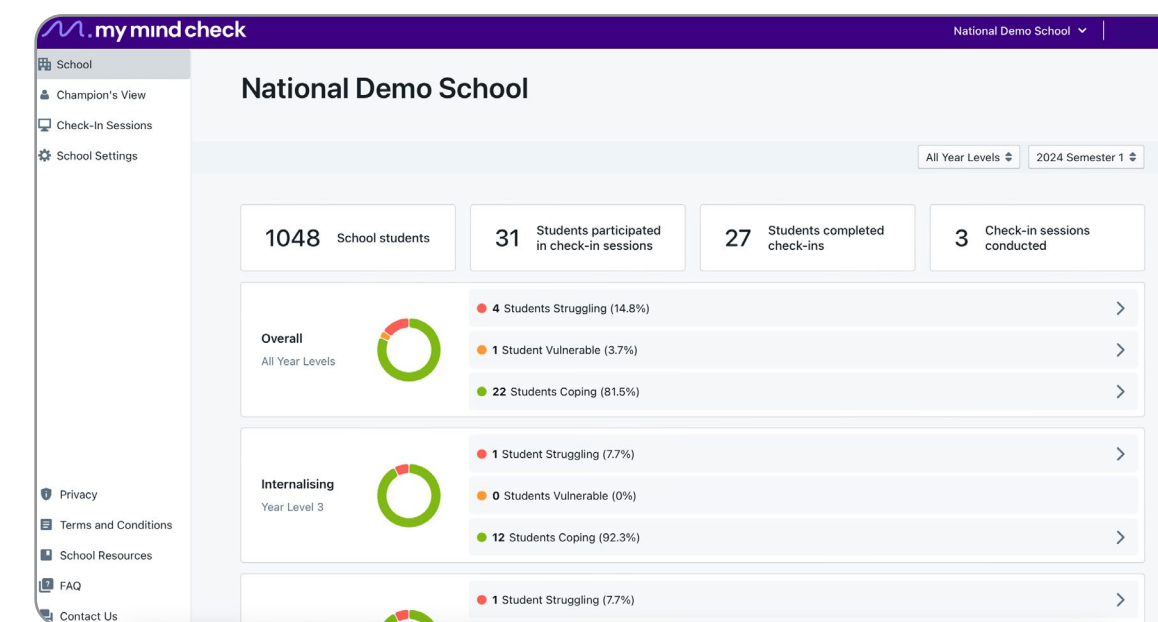 my mind check
National Demo School
School
Champion's View
Check-In Sessions
School Settings
Privacy
Terms and Conditions
School Resources
FAQ
Contact Us
National Demo School
All Year Levels
2024 Semester 1
1048 School students
31 Students participated
in check-in sessions
27 Students completed
check-ins
3 Check-in sessions
conducted
Overall
All Year Levels
4 Students Struggling (14.8%)
1 Student Vulnerable (3.7%)
22 Students Coping (81.5%)
Internalising
Year Level 3
1 Student Struggling (7.7%)
0 Students Vulnerable (0%)
12 Students Coping (92.3%)
1 Student Struggling (7.7%)